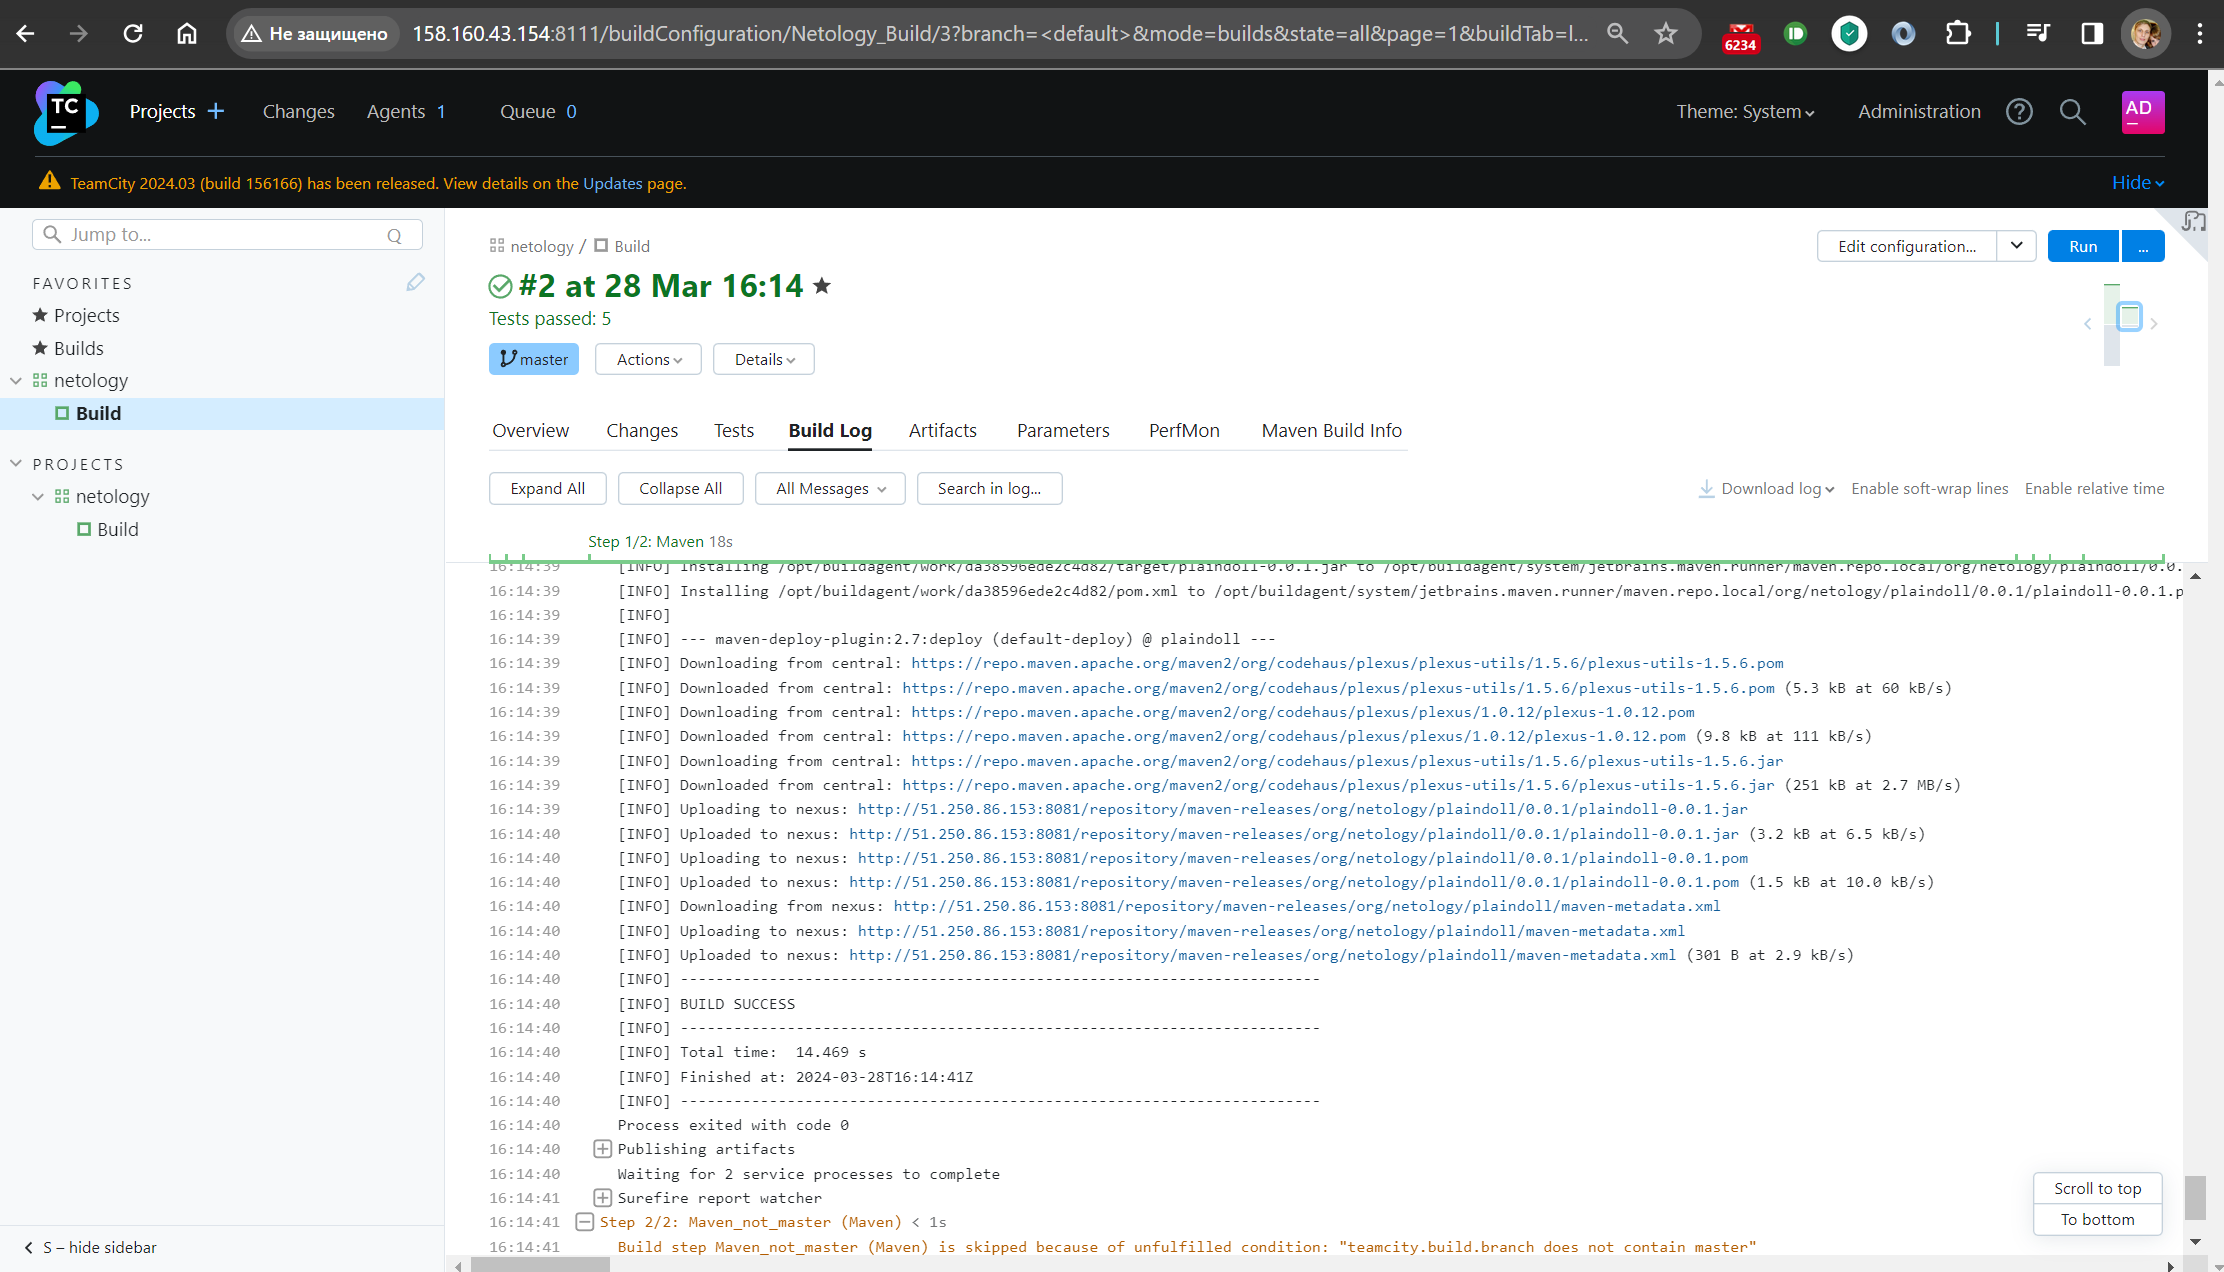 Не защищено 158.160.43.154:8111/buildConfiguration/Netology_Build/3?branch=<default>&mode=builds&state=all&page=1&buildTab=l...
6234
TC
Projects
Changes
Agents 1
Queue 0
Theme: System
Administration
AD
TeamCity 2024.03 (build 156166) has been released. View details on the Updates page.
Hide
Jump to...
Q
FAVORITES
Projects
Builds
netology
Build
PROJECTS
netology
Build
S – hide sidebar
netology / Build
Edit configuration...
Run
...
#2 at 28 Mar 16:14
Tests passed: 5
master
Actions
Details
Overview
Changes
Tests
Build Log
Artifacts
Parameters
PerfMon
Maven Build Info
Expand All
Collapse All
All Messages
Search in log...
Download log
Enable soft-wrap lines
Enable relative time
Step 1/2: Maven 18s
16:14:39 [INFO] Installing /opt/buildagent/work/da38596ede2c4d82/target/plaindoll-0.0.1.jar to /opt/buildagent/system/jetbrains.maven.runner/maven.repo.local/org/netology/plaindoll/0.0.
16:14:39 [INFO] Installing /opt/buildagent/work/da38596ede2c4d82/pom.xml to /opt/buildagent/system/jetbrains.maven.runner/maven.repo.local/org/netology/plaindoll/0.0.1/plaindoll-0.0.1.p
16:14:39 [INFO]
16:14:39 [INFO] --- maven-deploy-plugin:2.7:deploy (default-deploy) @ plaindoll ---
16:14:39 [INFO] Downloading from central: https://repo.maven.apache.org/maven2/org/codehaus/plexus/plexus-utils/1.5.6/plexus-utils-1.5.6.pom
16:14:39 [INFO] Downloaded from central: https://repo.maven.apache.org/maven2/org/codehaus/plexus/plexus-utils/1.5.6/plexus-utils-1.5.6.pom (5.3 kB at 60 kB/s)
16:14:39 [INFO] Downloading from central: https://repo.maven.apache.org/maven2/org/codehaus/plexus/plexus/1.0.12/plexus-1.0.12.pom
16:14:39 [INFO] Downloaded from central: https://repo.maven.apache.org/maven2/org/codehaus/plexus/plexus/1.0.12/plexus-1.0.12.pom (9.8 kB at 111 kB/s)
16:14:39 [INFO] Downloading from central: https://repo.maven.apache.org/maven2/org/codehaus/plexus/plexus-utils/1.5.6/plexus-utils-1.5.6.jar
16:14:39 [INFO] Downloaded from central: https://repo.maven.apache.org/maven2/org/codehaus/plexus/plexus-utils/1.5.6/plexus-utils-1.5.6.jar (251 kB at 2.7 MB/s)
16:14:39 [INFO] Uploading to nexus: http://51.250.86.153:8081/repository/maven-releases/org/netology/plaindoll/0.0.1/plaindoll-0.0.1.jar
16:14:40 [INFO] Uploaded to nexus: http://51.250.86.153:8081/repository/maven-releases/org/netology/plaindoll/0.0.1/plaindoll-0.0.1.jar (3.2 kB at 6.5 kB/s)
16:14:40 [INFO] Uploading to nexus: http://51.250.86.153:8081/repository/maven-releases/org/netology/plaindoll/0.0.1/plaindoll-0.0.1.pom
16:14:40 [INFO] Uploaded to nexus: http://51.250.86.153:8081/repository/maven-releases/org/netology/plaindoll/0.0.1/plaindoll-0.0.1.pom (1.5 kB at 10.0 kB/s)
16:14:40 [INFO] Downloading from nexus: http://51.250.86.153:8081/repository/maven-releases/org/netology/plaindoll/maven-metadata.xml
16:14:40 [INFO] Uploading to nexus: http://51.250.86.153:8081/repository/maven-releases/org/netology/plaindoll/maven-metadata.xml
16:14:40 [INFO] Uploaded to nexus: http://51.250.86.153:8081/repository/maven-releases/org/netology/plaindoll/maven-metadata.xml (301 B at 2.9 kB/s)
16:14:40 [INFO] ------------------------------------------------------------------------
16:14:40 [INFO] BUILD SUCCESS
16:14:40 [INFO] ------------------------------------------------------------------------
16:14:40 [INFO] Total time:  14.469 s
16:14:40 [INFO] Finished at: 2024-03-28T16:14:41Z
16:14:40 [INFO] ------------------------------------------------------------------------
16:14:40 Process exited with code 0
16:14:40 Publishing artifacts
16:14:40 Waiting for 2 service processes to complete
16:14:41 Surefire report watcher
16:14:41 Step 2/2: Maven_not_master (Maven) < 1s
16:14:41 Build step Maven_not_master (Maven) is skipped because of unfulfilled condition: "teamcity.build.branch does not contain master"
Scroll to top
To bottom